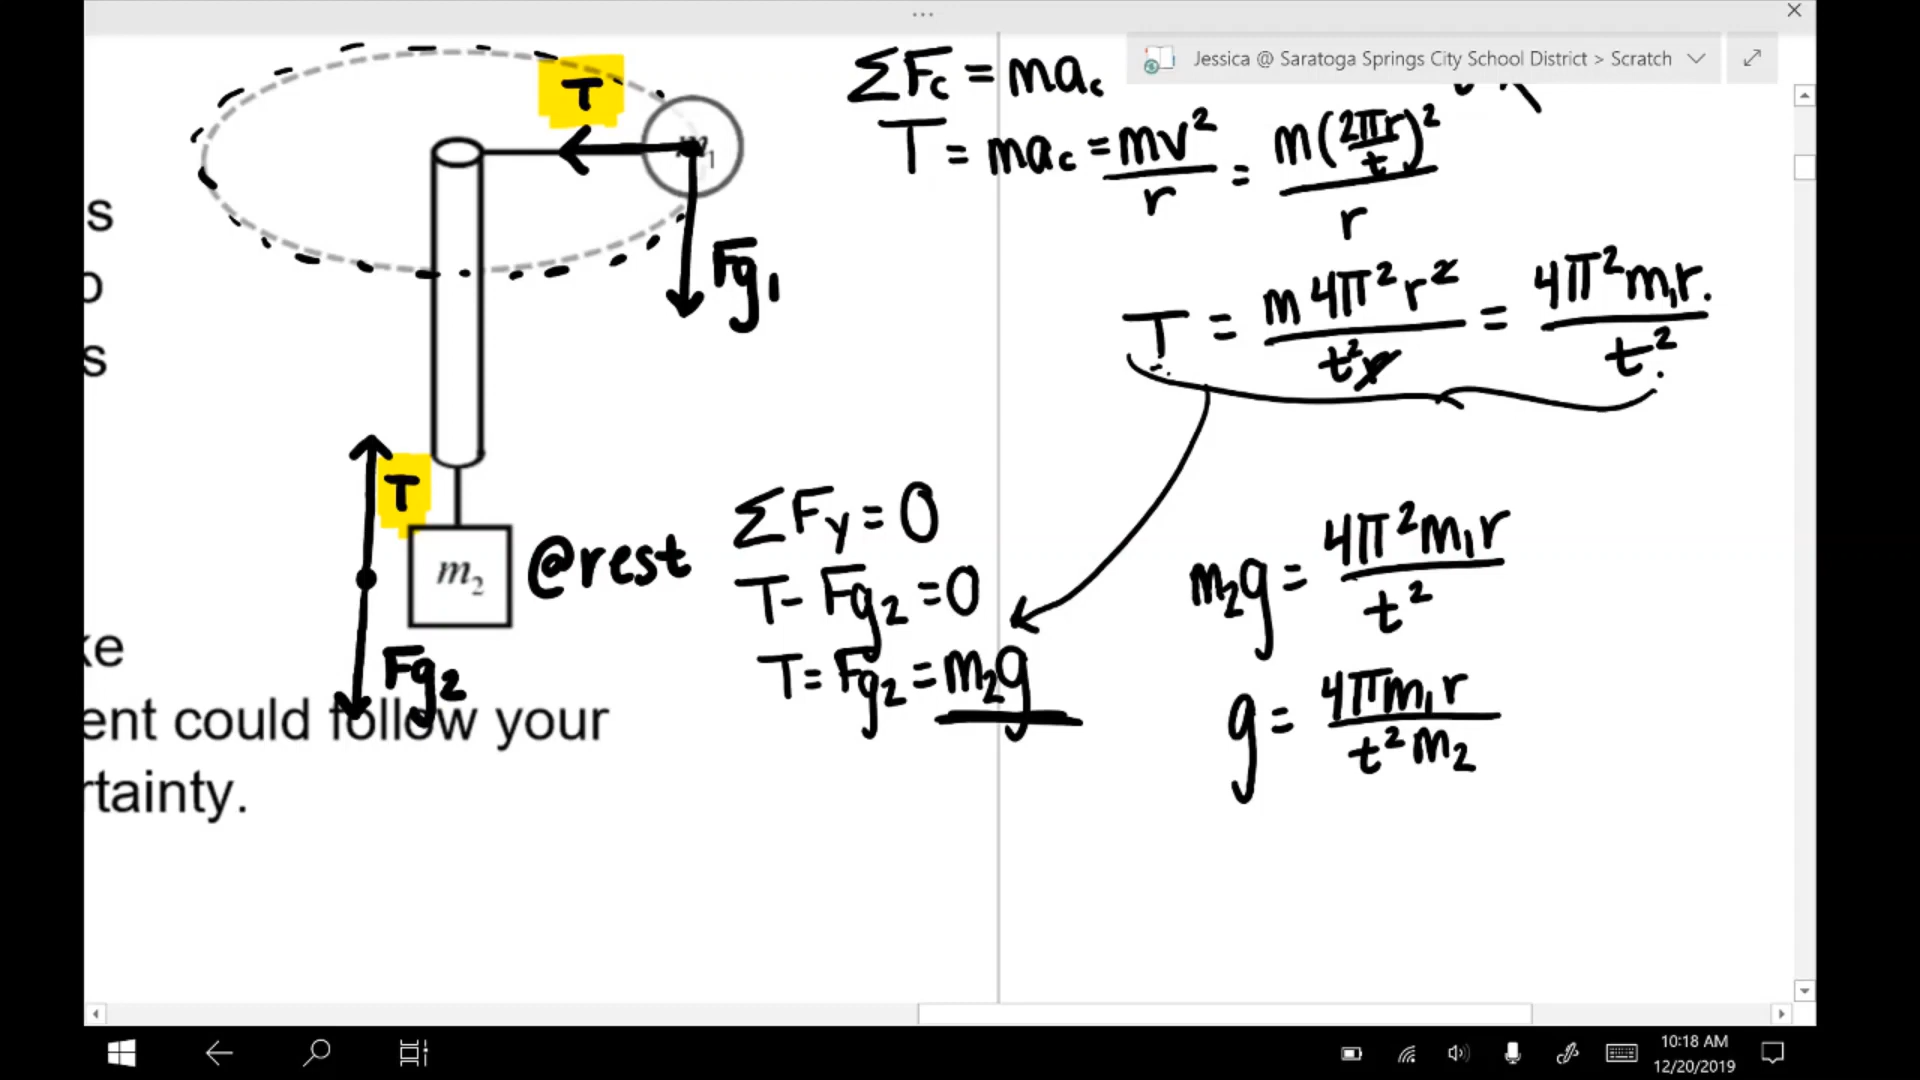 Jessica @ Saratoga Springs City School District > Scratch
T
m1
Fg1
s
o
s
T
m2
@rest
Fg2
ke
ent could follow your
rtainty.
ΣFc = mac
T = mac = mv²/r = m(2πr/t)²/r
T = m4π²r²/t²r = 4π²m1r/t²
ΣFy = 0
T - Fg2 = 0
T = Fg2 = m2g
m2g = 4π²m1r/t²
g = 4πm1r/t²m2
10:18 AM
12/20/2019